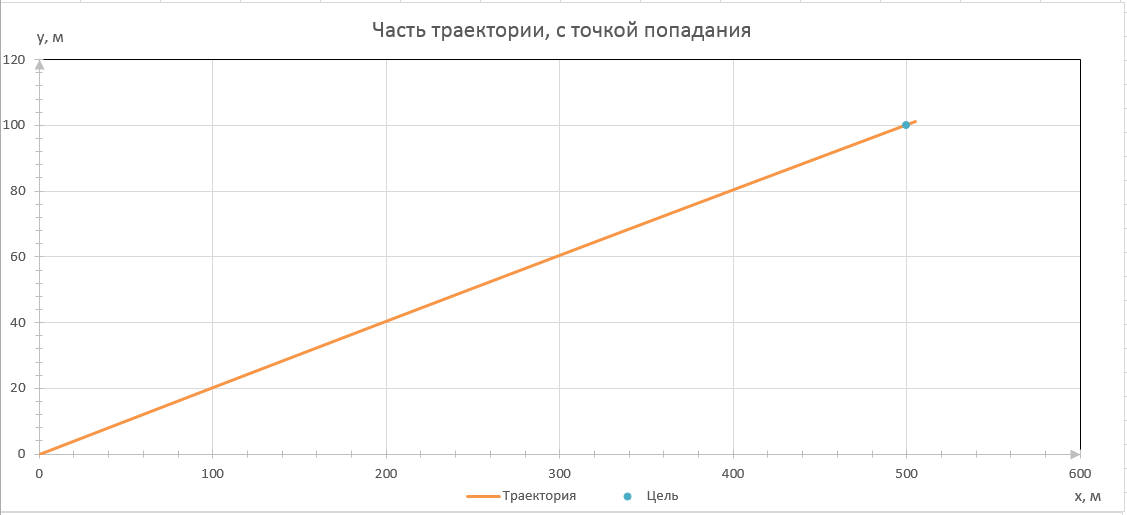 Часть траектории, с точкой попадания
y, м
120
100
80
60
40
20
0
0 100 200 300 400 500 600
x, м
Траектория Цель